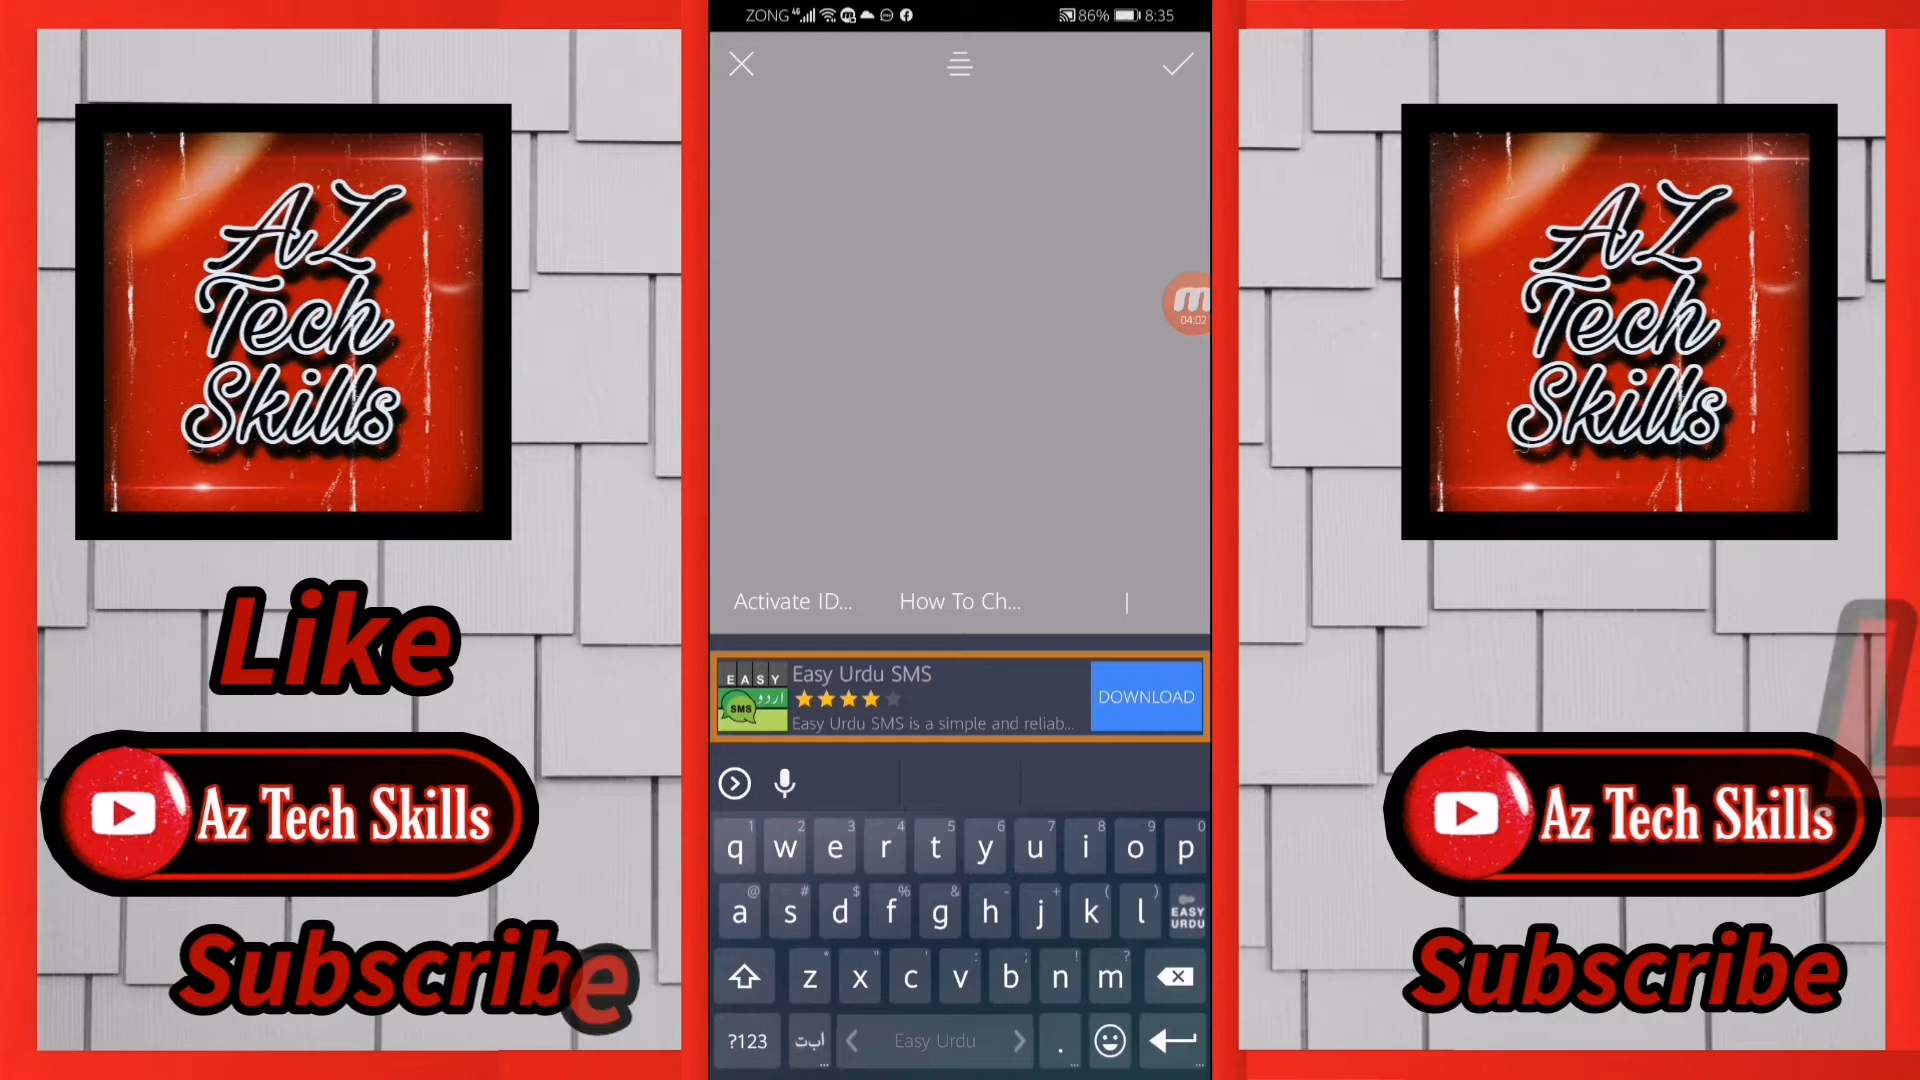 ZONG 4G 86% 8:35
AZ
Tech
Skills
Like
Az Tech Skills
Subscribe
04:02
Activate ID... How To Ch...
EASY
اردو
SMS
Easy Urdu SMS
Easy Urdu SMS is a simple and reliab...
DOWNLOAD
1 2 3 4 5 6 7 8 9 0
q w e r t y u i o p
@ # $ % & - + ( )
a s d f g h j k l EASY URDU
* " ' : ; ! ?
z x c v b n m
?123 ابت Easy Urdu .
AZ
Tech
Skills
Az Tech Skills
Subscribe